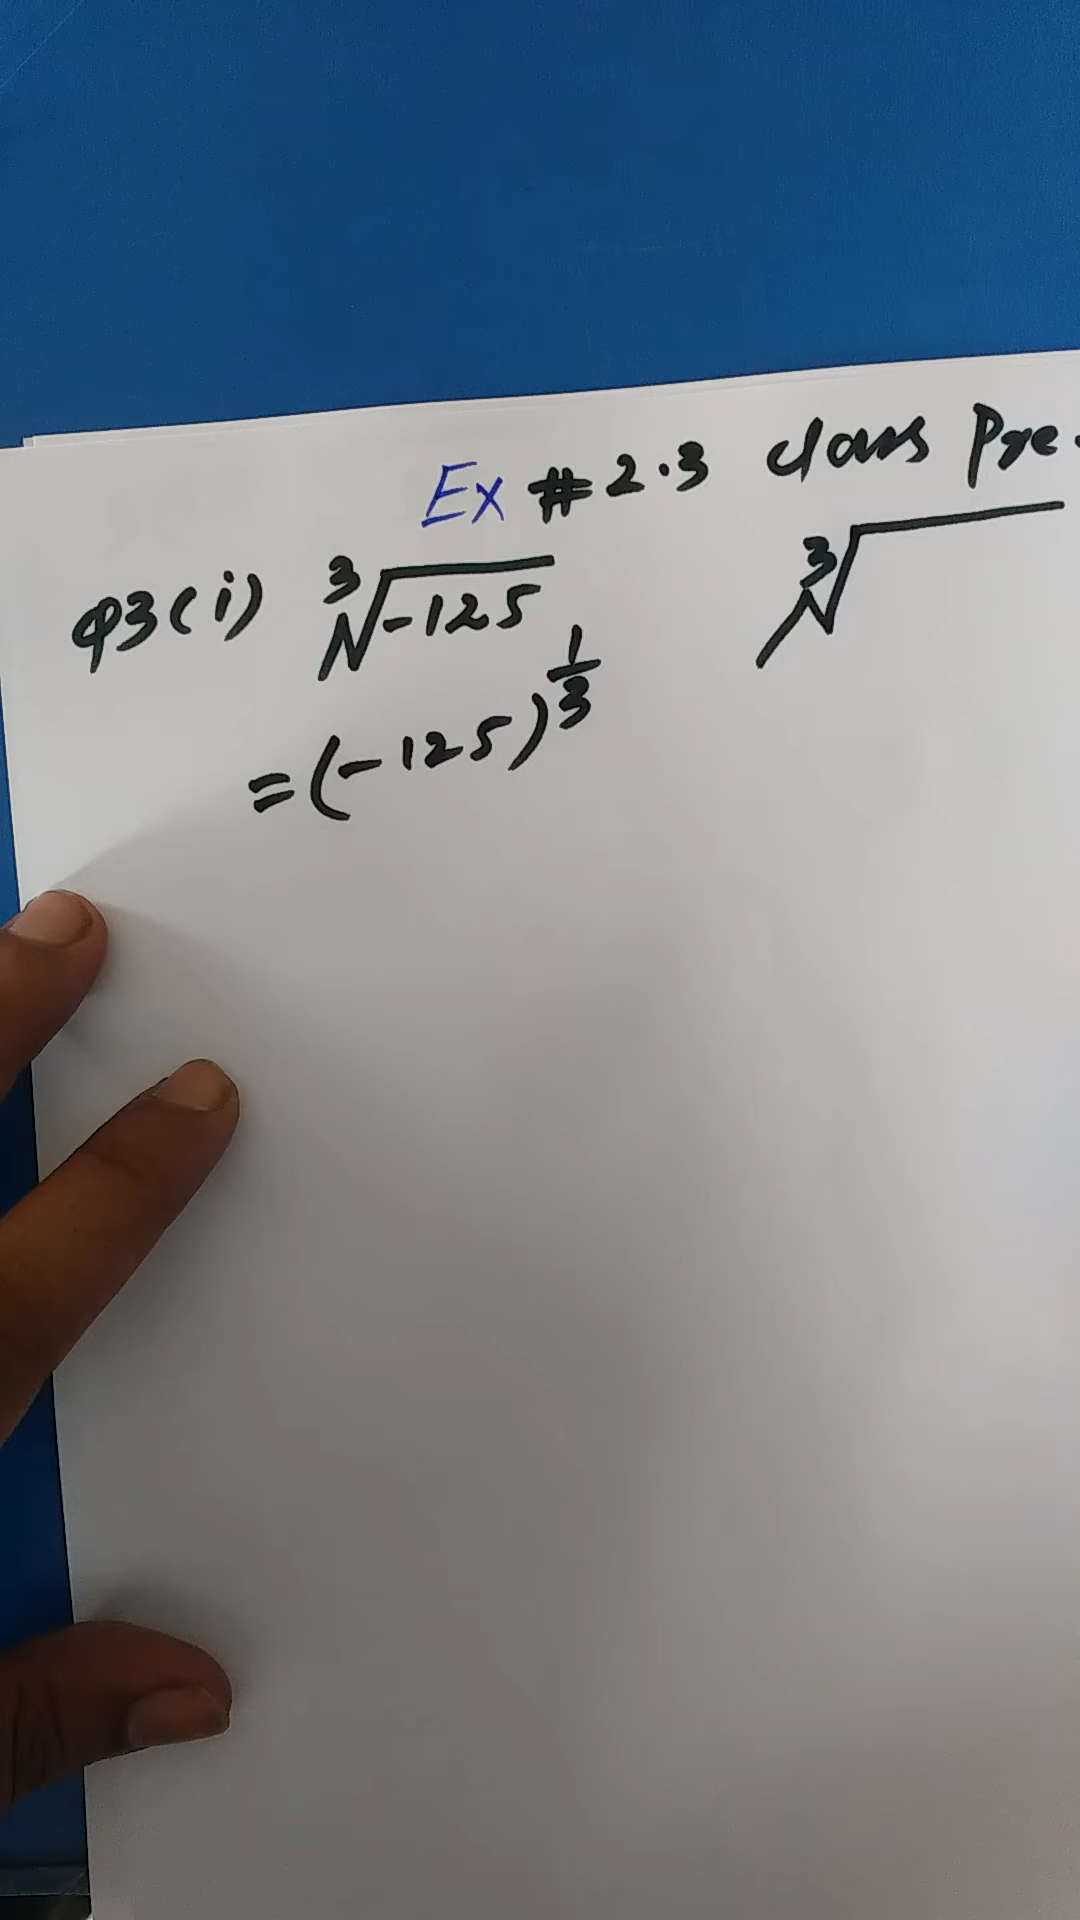 Ex # 2.3 class Pre-
Q3(i) ∛-125 ∛
= (-125)^1/3